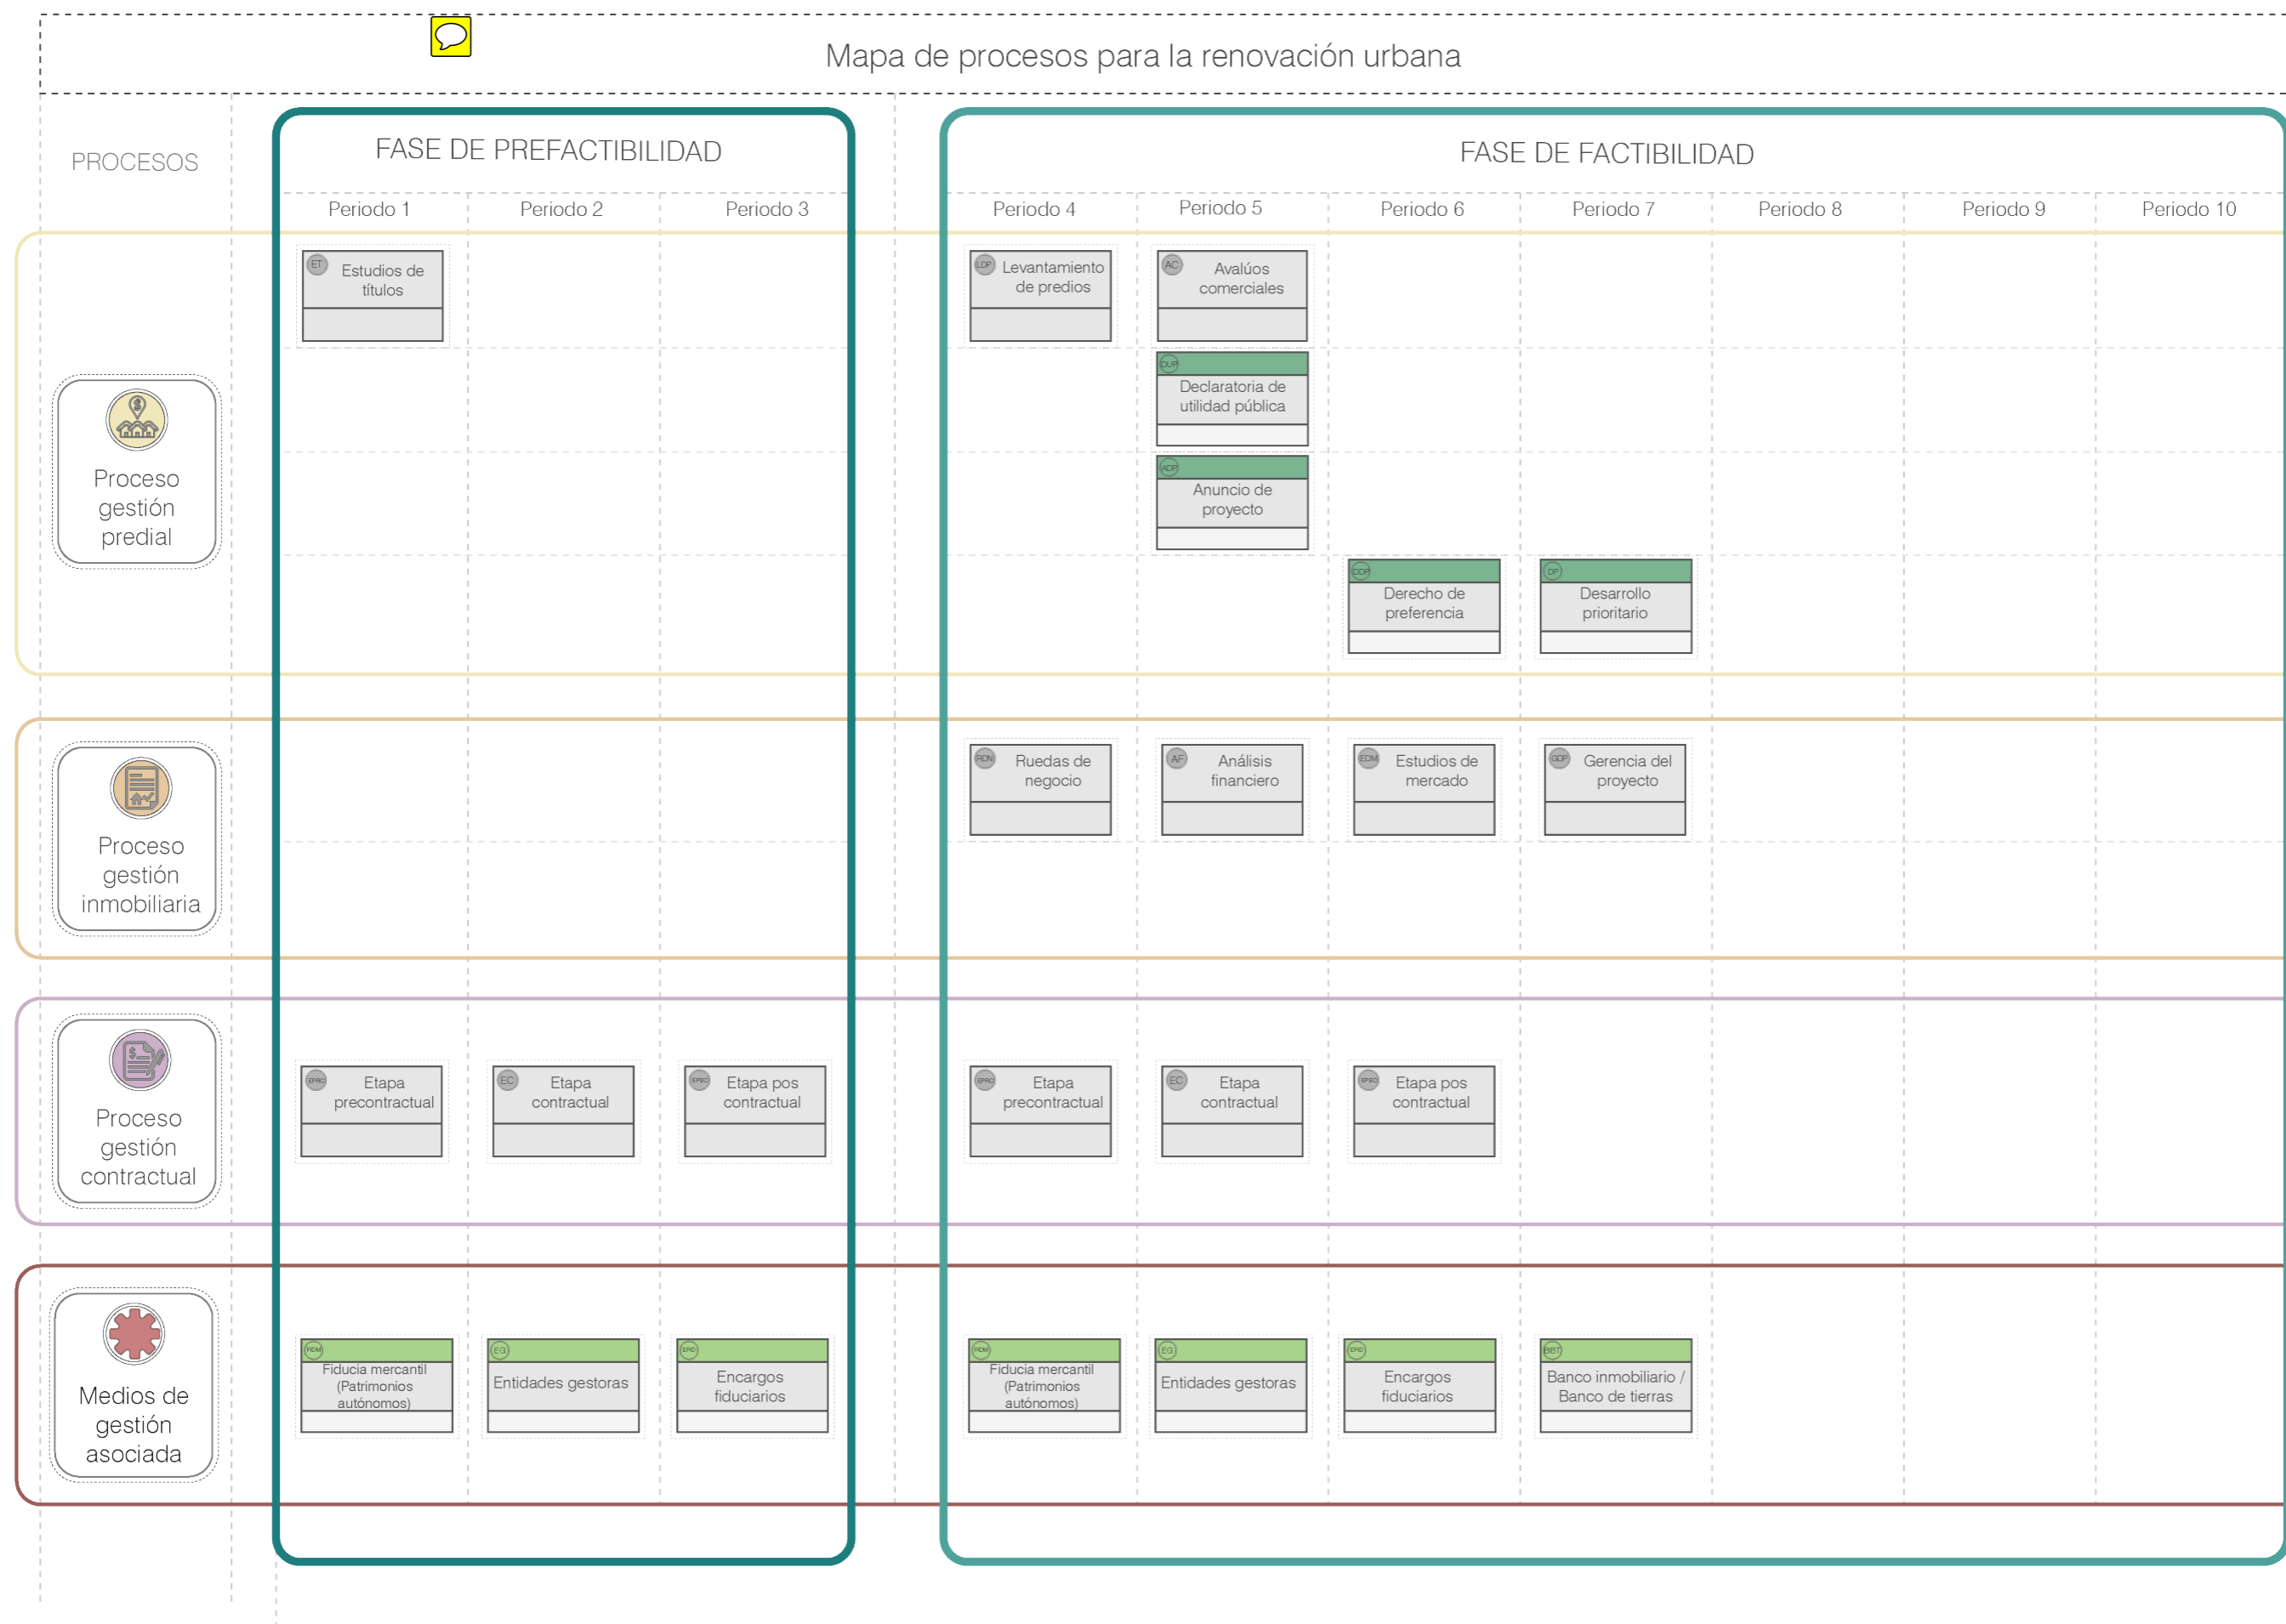 Mapa de procesos para la renovación urbana
PROCESOS
FASE DE PREFACTIBILIDAD
FASE DE FACTIBILIDAD
Periodo 1
Periodo 2
Periodo 3
Periodo 4
Periodo 5
Periodo 6
Periodo 7
Periodo 8
Periodo 9
Periodo 10
Proceso
gestión
predial
ET
Estudios de
títulos
LDP
Levantamiento
de predios
AC
Avalúos
comerciales
DUP
Declaratoria de
utilidad pública
ADP
Anuncio de
proyecto
DDP
Derecho de
preferencia
DP
Desarrollo
prioritario
Proceso
gestión
inmobiliaria
RDN
Ruedas de
negocio
AF
Análisis
financiero
EDM
Estudios de
mercado
GDP
Gerencia del
proyecto
Proceso
gestión
contractual
EPRC
Etapa
precontractual
EC
Etapa
contractual
Etapa pos
contractual
EPRC
Etapa
precontractual
EC
Etapa
contractual
Etapa pos
contractual
Medios de
gestión
asociada
Fiducia mercantil
(Patrimonios
autónomos)
EG
Entidades gestoras
Encargos
fiduciarios
Fiducia mercantil
(Patrimonios
autónomos)
EG
Entidades gestoras
Encargos
fiduciarios
BIBT
Banco inmobiliario /
Banco de tierras